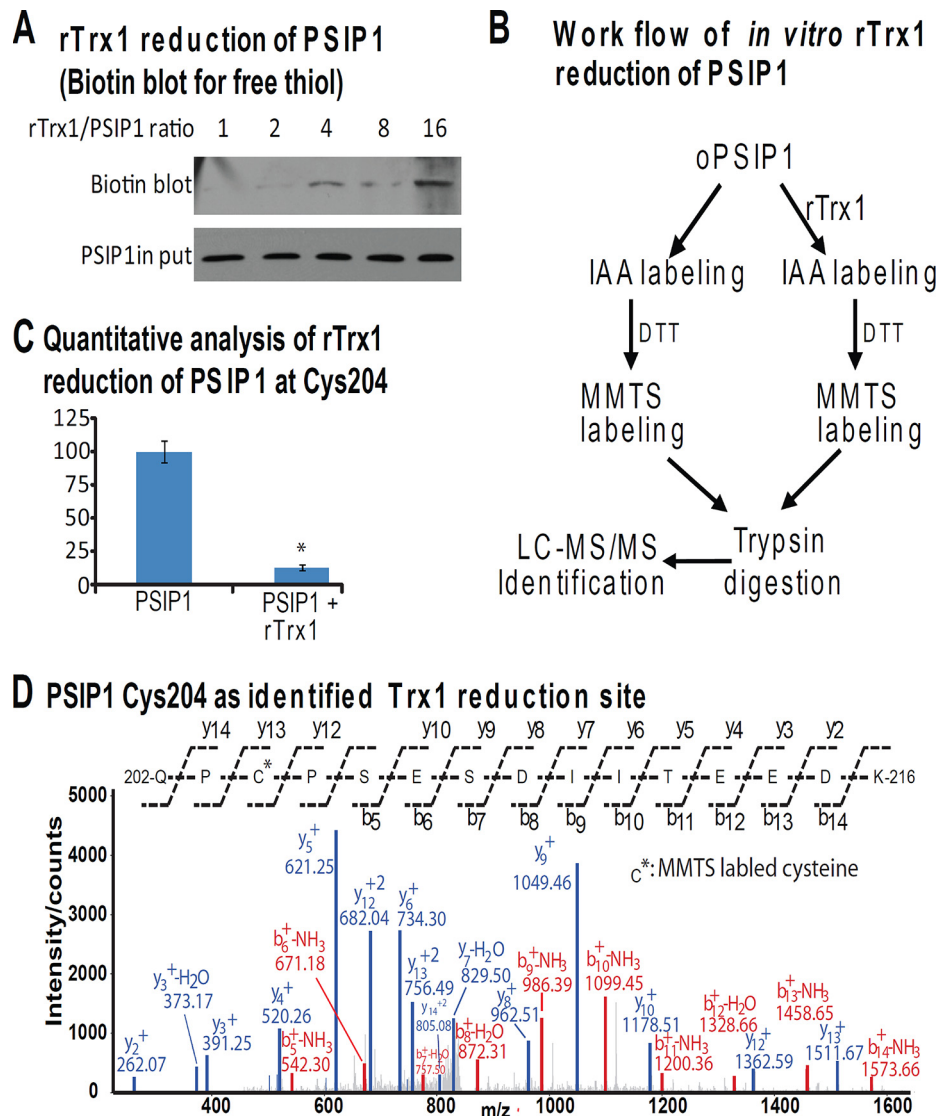 A
rTrx1 reduction of PSIP1
(Biotin blot for free thiol)
rTrx1/PSIP1 ratio 1 2 4 8 16
Biotin blot
PSIP1in put
B
Work flow of in vitro rTrx1
reduction of PSIP1
oPSIP1
rTrx1
IAA labeling IAA labeling
DTT DTT
MMTS
labeling
MMTS
labeling
Trypsin
digestion
LC-MS/MS
Identification
C Quantitative analysis of rTrx1
reduction of PSIP1 at Cys204
125
100
75
50
25
0
*
PSIP1
PSIP1 +
rTrx1
D PSIP1 Cys204 as identified Trx1 reduction site
y14 y13 y12 y10 y9 y8 y7 y6 y5 y4 y3 y2
202-Q P C* P S E S D I I T E E D K-216
b5 b6 b7 b8 b9 b10 b11 b12 b13 b14
C*: MMTS labled cysteine
Intensity/counts
5000
4000
3000
2000
1000
0
y2+
262.07
y3+-H2O
373.17
y3+
391.25
y4+
520.26
b5+-NH3
542.30
y5+
621.25
b6+-NH3
671.18
y12+2
682.04
y6+
734.30
y13+2
756.49
b7+-H2O
757.50
y14+2
805.08
y7-H2O
829.50
b8+-H2O
872.31
y8+
962.51
b9+-NH3
986.39
y9+
1049.46
b10+-NH3
1099.45
y10+
1178.51
b11+-NH3
1200.36
b12+-H2O
1328.66
y12+
1362.59
b13+-NH3
1458.65
y13+
1511.67
b14+-NH3
1573.66
400 600 800 1000 1200 1400 1600
m/z